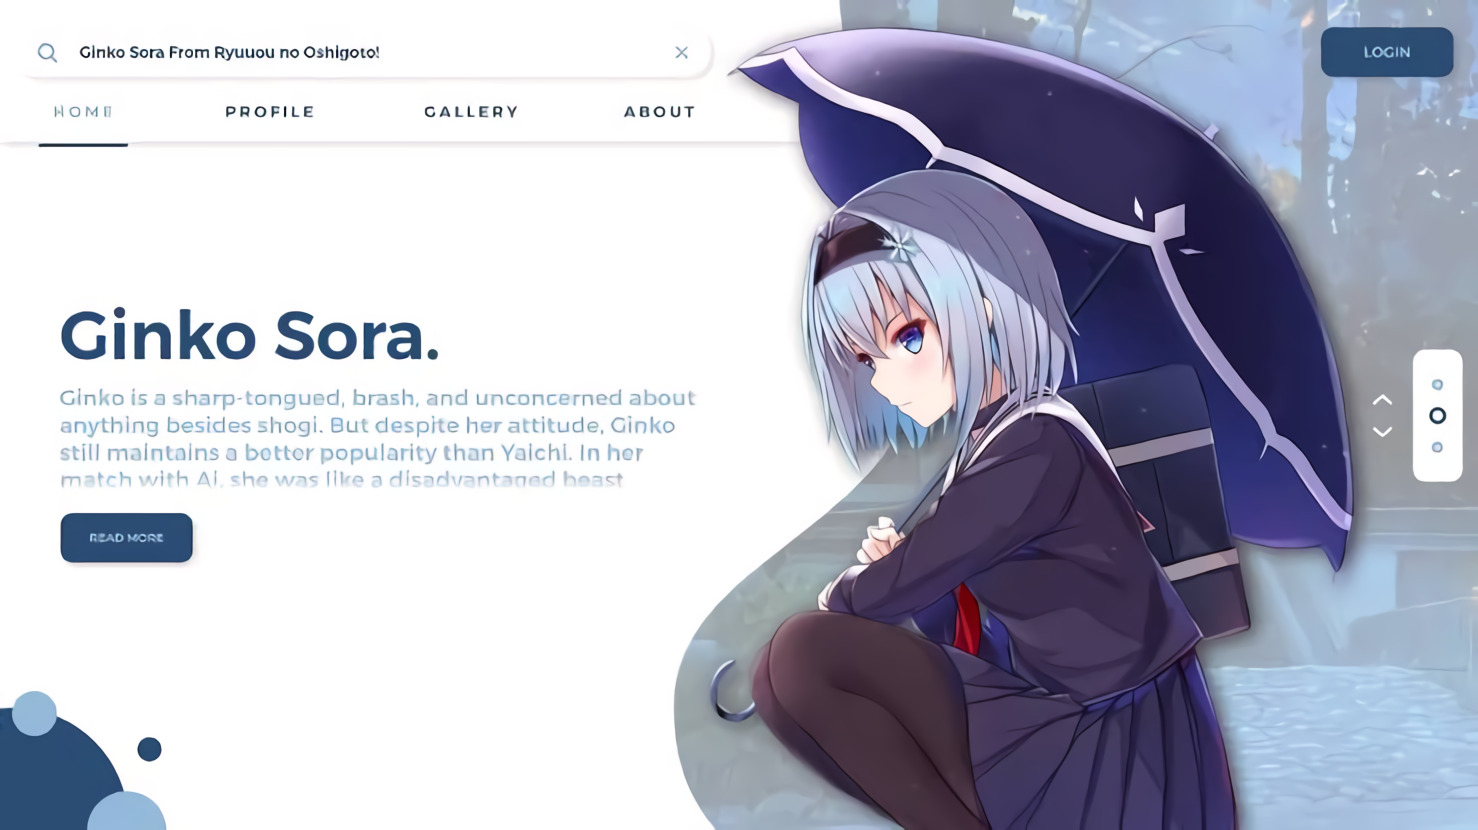 Ginko Sora From Ryuuou no Oshigoto!
LOGIN
HOME
PROFILE
GALLERY
ABOUT
Ginko Sora.
Ginko is a sharp-tongued, brash, and unconcerned about
anything besides shogi. But despite her attitude, Ginko
still maintains a better popularity than Yaichi. In her
match with Ai, she was like a disadvantaged beast
READ MORE